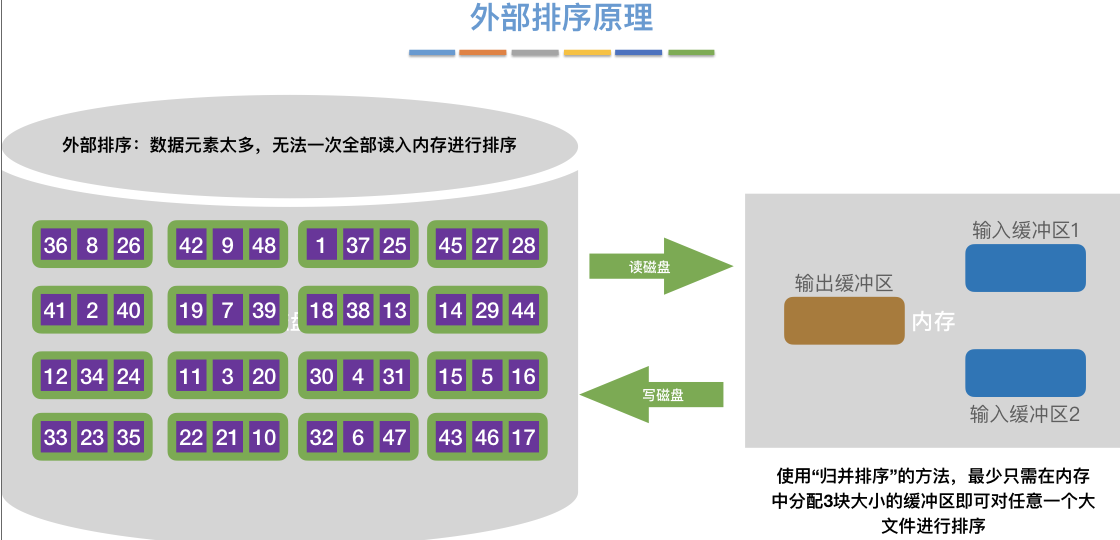 外部排序原理
外部排序：数据元素太多，无法一次全部读入内存进行排序
36 8 26 42 9 48 1 37 25 45 27 28
41 2 40 19 7 39 18 38 13 14 29 44
盘
12 34 24 11 3 20 30 4 31 15 5 16
33 23 35 22 21 10 32 6 47 43 46 17
读磁盘
写磁盘
输入缓冲区1
输出缓冲区
内存
输入缓冲区2
使用“归并排序”的方法，最少只需在内存
中分配3块大小的缓冲区即可对任意一个大
文件进行排序